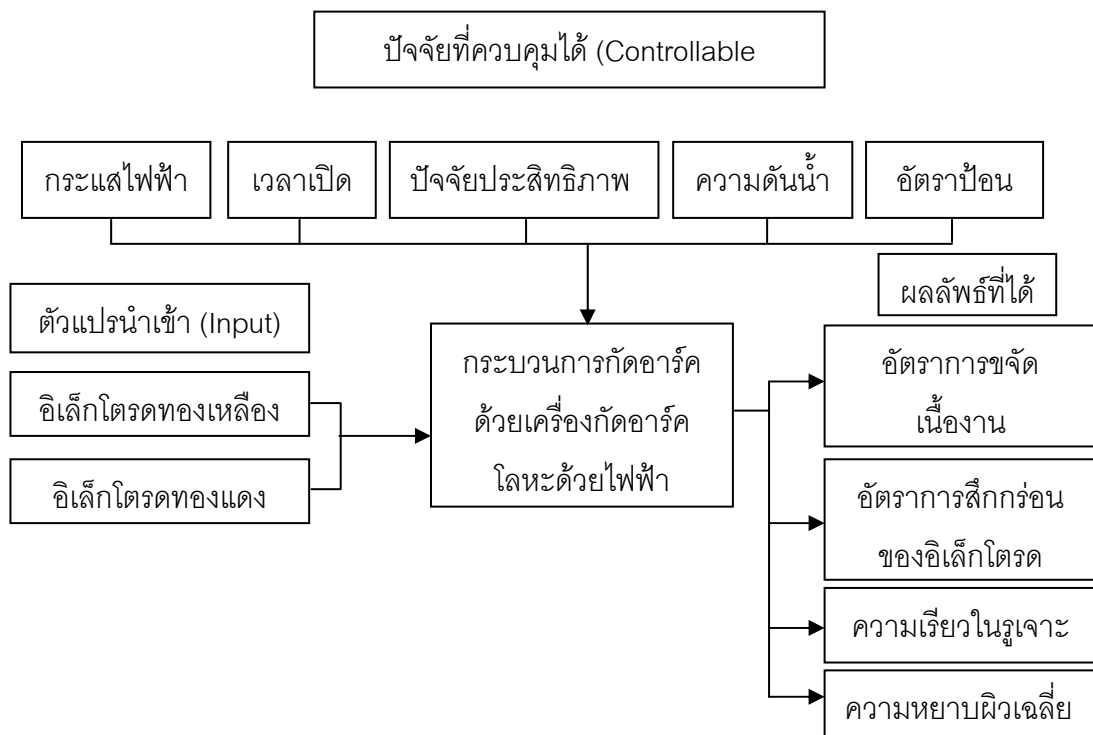 ปัจจัยที่ควบคุมได้ (Controllable
กระแสไฟฟ้า
เวลาเปิด
ปัจจัยประสิทธิภาพ
ความดันน้ำ
อัตราป้อน
ผลลัพธ์ที่ได้
ตัวแปรนำเข้า (Input)
อิเล็กโตรดทองเหลือง
อิเล็กโตรดทองแดง
กระบวนการกัดอาร์ค
ด้วยเครื่องกัดอาร์ค
โลหะด้วยไฟฟ้า
อัตราการขจัด
เนื้องาน
อัตราการสึกกร่อน
ของอิเล็กโตรด
ความเรียวในรูเจาะ
ความหยาบผิวเฉลี่ย